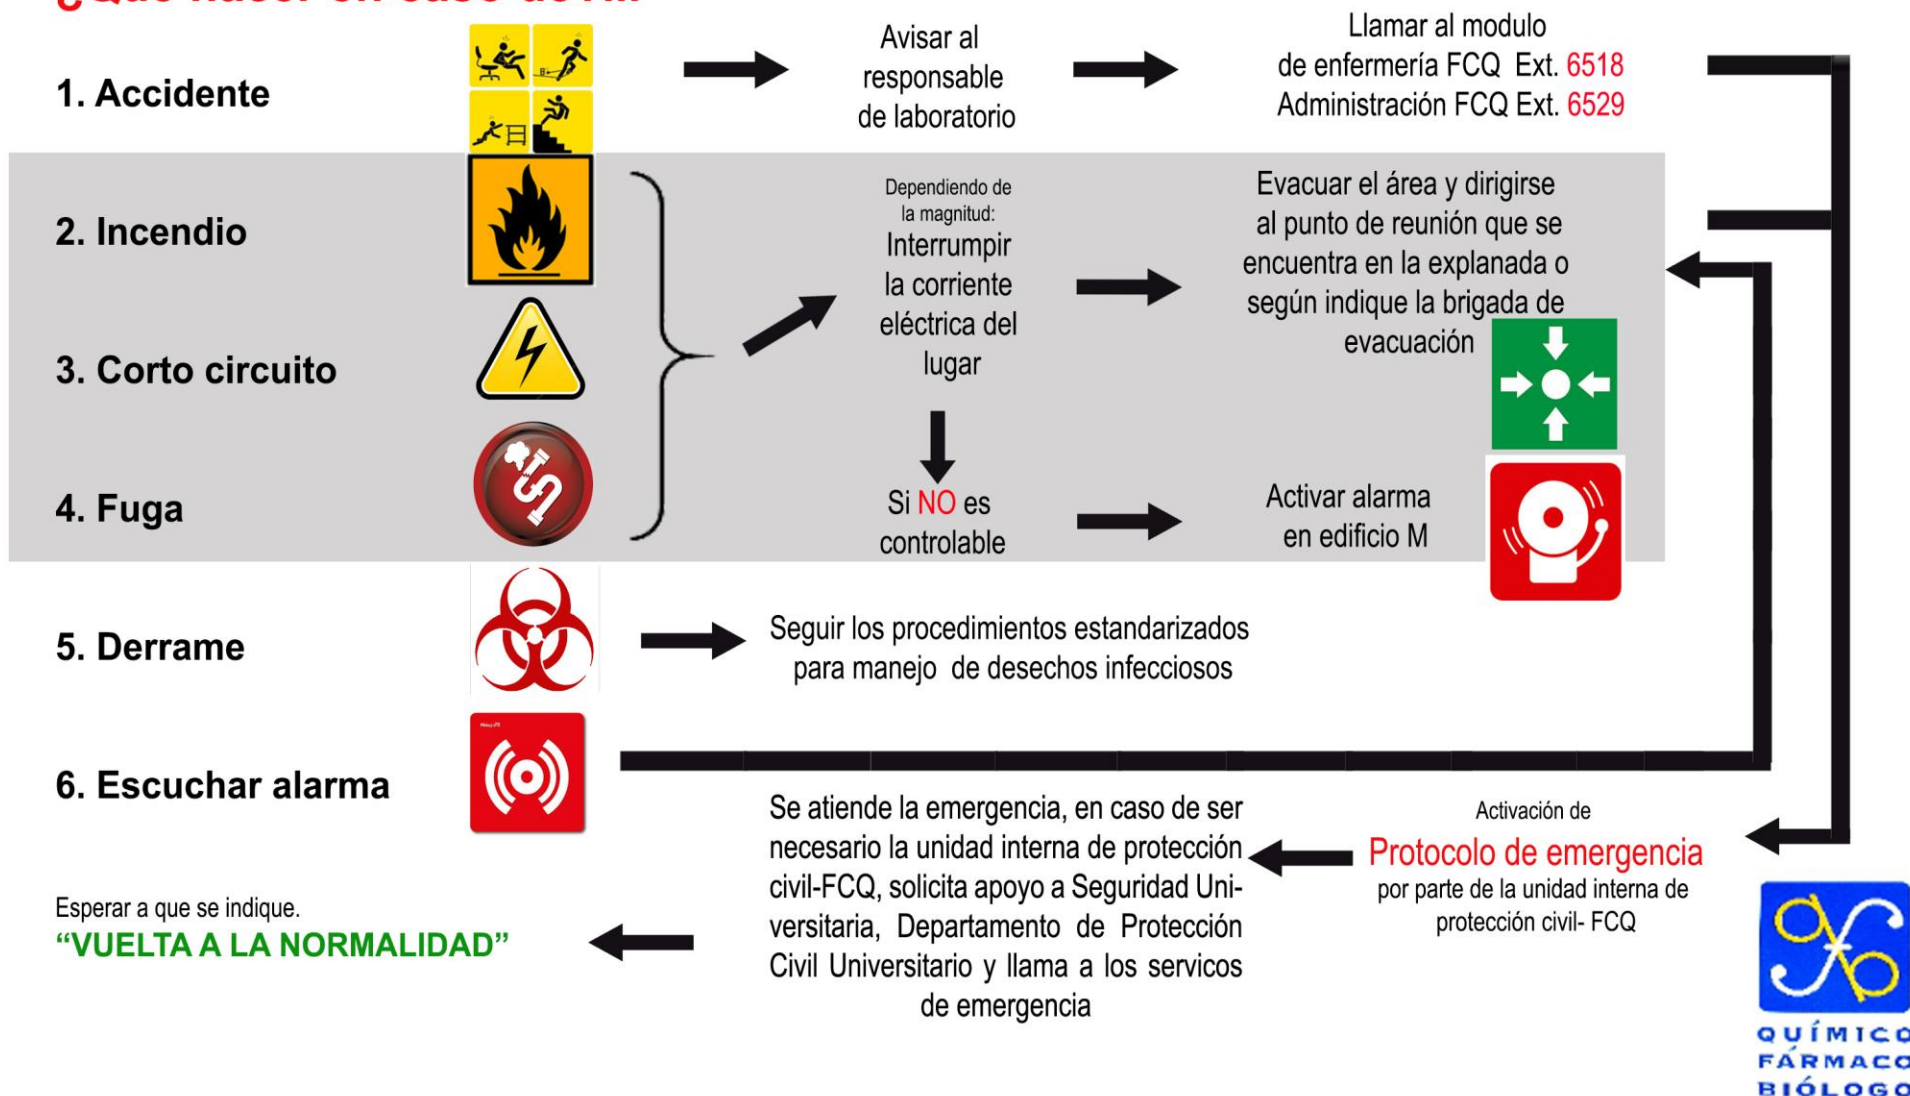 1. Accidente
Avisar al
responsable
de laboratorio
Llamar al modulo
de enfermería FCQ Ext. 6518
Administración FCQ Ext. 6529
2. Incendio
3. Corto circuito
4. Fuga
Dependiendo de
la magnitud:
Interrumpir
la corriente
eléctrica del
lugar
Evacuar el área y dirigirse
al punto de reunión que se
encuentra en la explanada o
según indique la brigada de
evacuación
Si NO es
controlable
Activar alarma
en edificio M
5. Derrame
Seguir los procedimientos estandarizados
para manejo de desechos infecciosos
6. Escuchar alarma
Activación de
Protocolo de emergencia
por parte de la unidad interna de
protección civil- FCQ
Se atiende la emergencia, en caso de ser
necesario la unidad interna de protección
civil-FCQ, solicita apoyo a Seguridad Uni-
versitaria, Departamento de Protección
Civil Universitario y llama a los servicos
de emergencia
Esperar a que se indique.
“VUELTA A LA NORMALIDAD”
QUÍMICO
FÁRMACO
BIÓLOGO